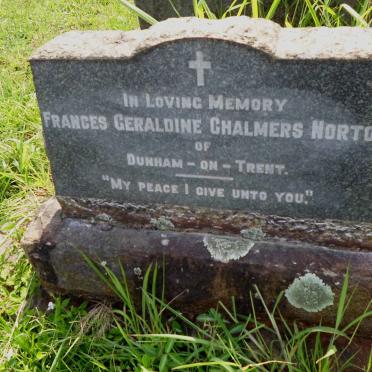 In Loving Memory
Frances Geraldine Chalmers Norto
of
Dunham-on-Trent.
"My peace I give unto you."